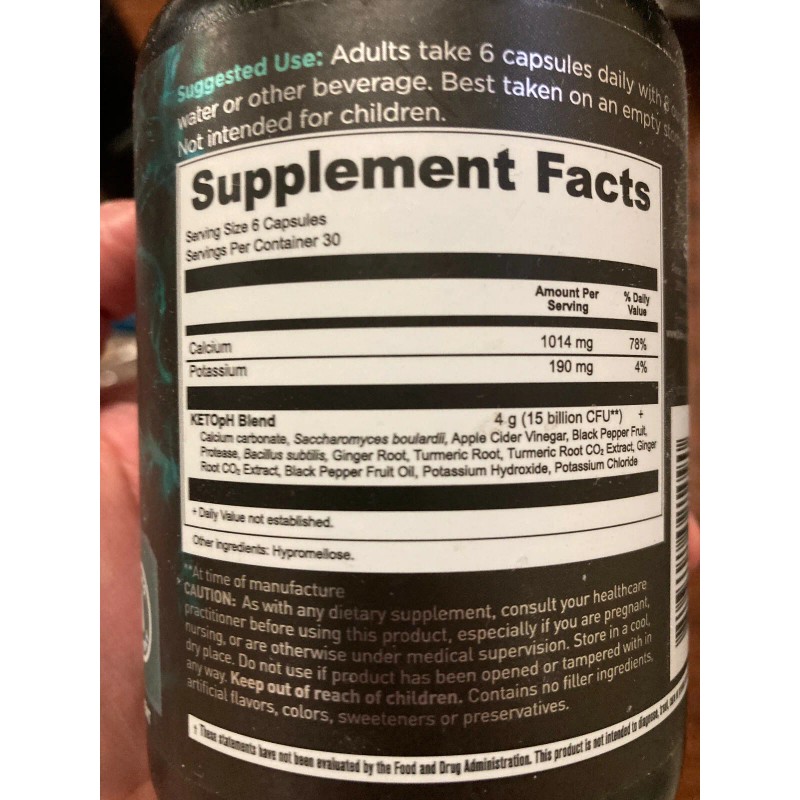 Suggested Use: Adults take 6 capsules daily with
water or other beverage. Best taken on an empty
Not intended for children.
Supplement Facts
Serving Size 6 Capsules
Servings Per Container 30
Amount Per Serving % Daily Value
Calcium 1014 mg 78%
Potassium 190 mg 4%
KETOpH Blend 4 g (15 billion CFU**) +
Calcium carbonate, Saccharomyces boulardii, Apple Cider Vinegar, Black Pepper Fruit,
Protease, Bacillus subtilis, Ginger Root, Turmeric Root, Turmeric Root CO₂ Extract, Ginger
Root CO₂ Extract, Black Pepper Fruit Oil, Potassium Hydroxide, Potassium Chloride
+ Daily Value not established.
Other ingredients: Hypromellose.
**At time of manufacture
CAUTION: As with any dietary supplement, consult your healthcare
practitioner before using this product, especially if you are pregnant,
nursing, or are otherwise under medical supervision. Store in a cool,
dry place. Do not use if product has been opened or tampered with in
any way. Keep out of reach of children. Contains no filler ingredients,
artificial flavors, colors, sweeteners or preservatives.
† These statements have not been evaluated by the Food and Drug Administration. This product is not intended to diagnose, treat,